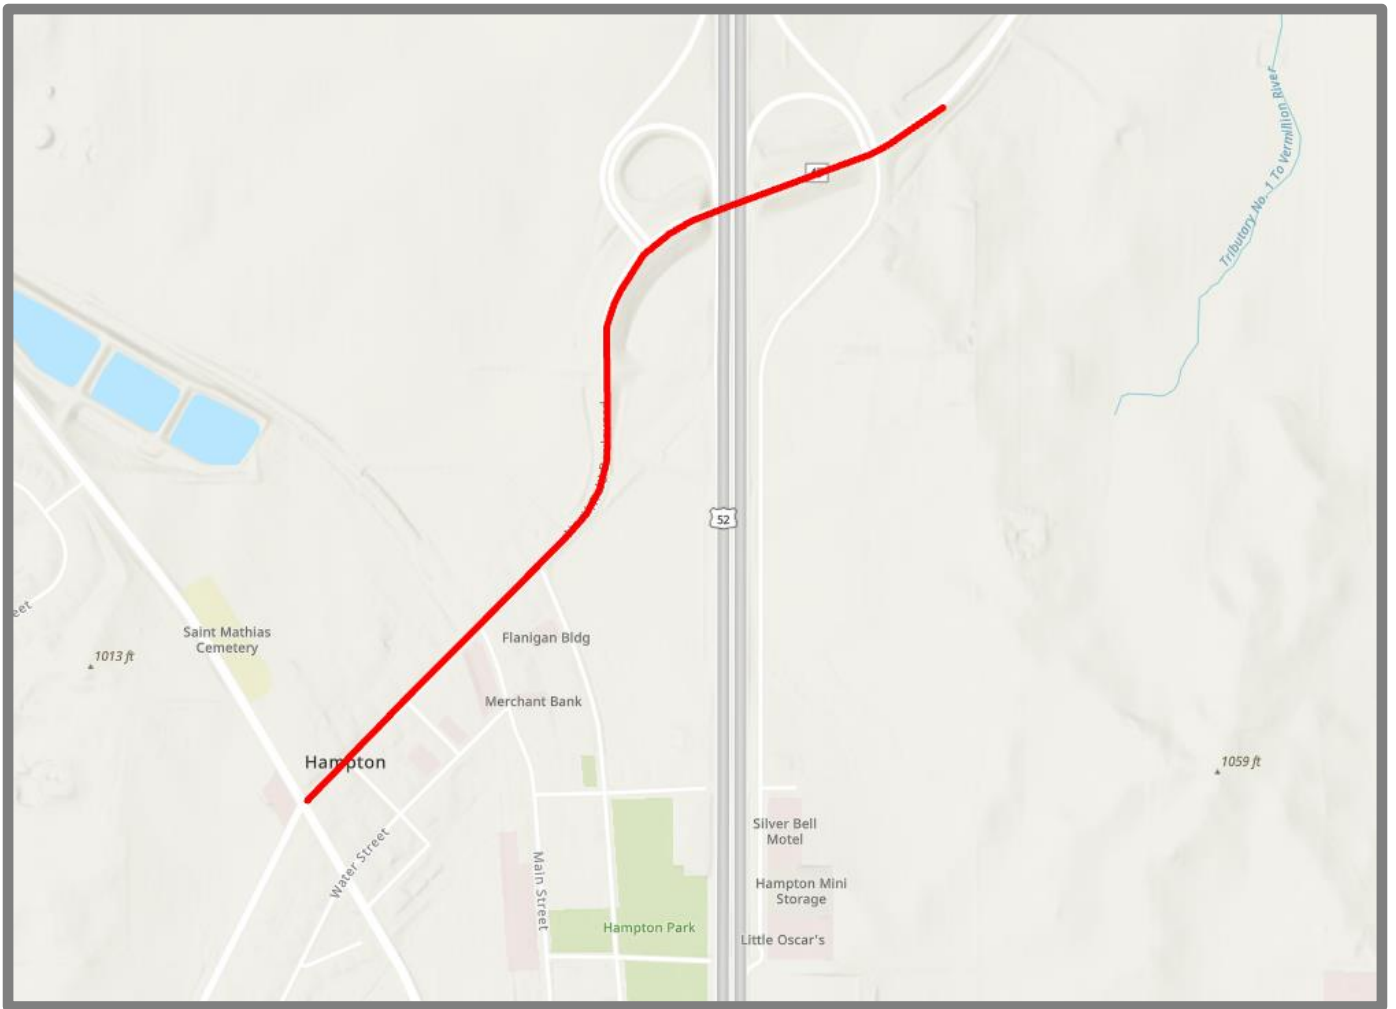 Tributary No. 1 To Vermillion River
52
eet
Saint Mathias
Cemetery
1013 ft
Flanigan Bldg
Merchant Bank
Hampton
1059 ft
Silver Bell
Motel
Water Street
Main Street
Hampton Mini
Storage
Hampton Park
Little Oscar's